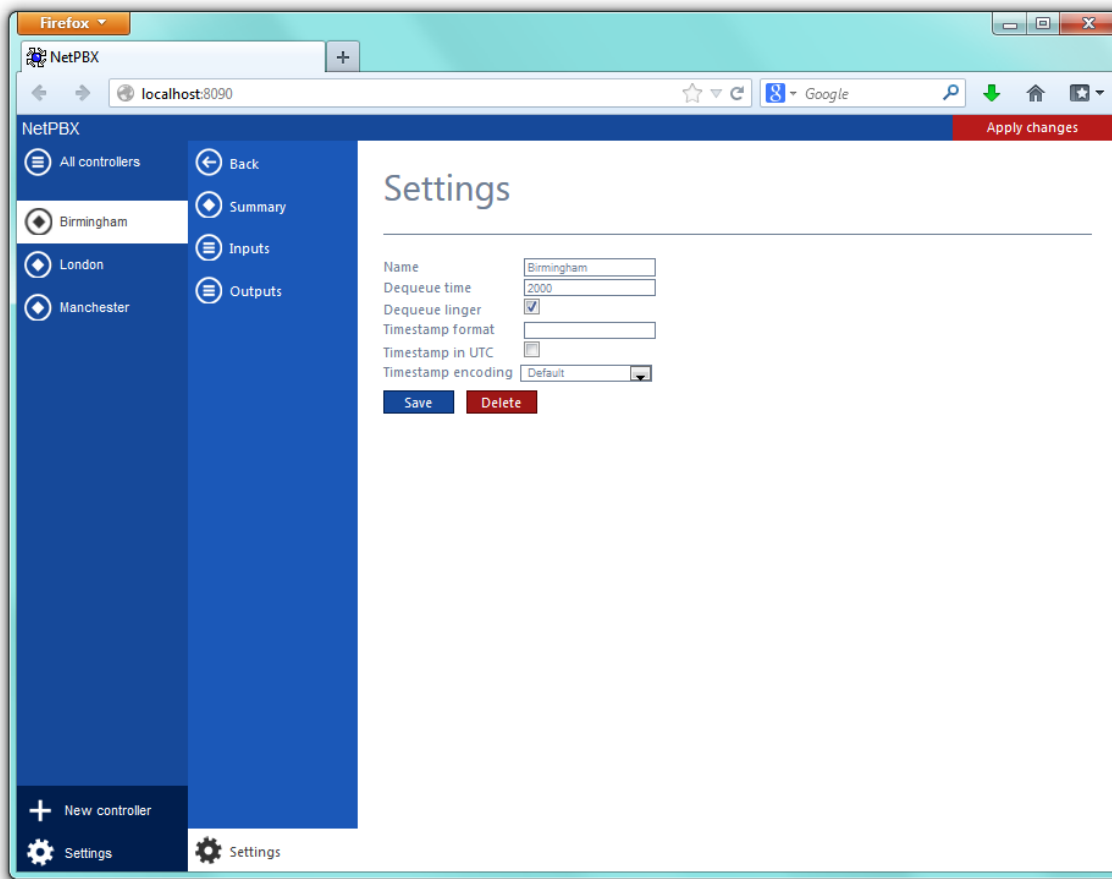 Firefox
NetPBX
localhost:8090
8 Google
NetPBX
Apply changes
All controllers
Birmingham
London
Manchester
New controller
Settings
Back
Summary
Inputs
Outputs
Settings
Settings
Name Birmingham
Dequeue time 2000
Dequeue linger
Timestamp format
Timestamp in UTC
Timestamp encoding Default
Save Delete